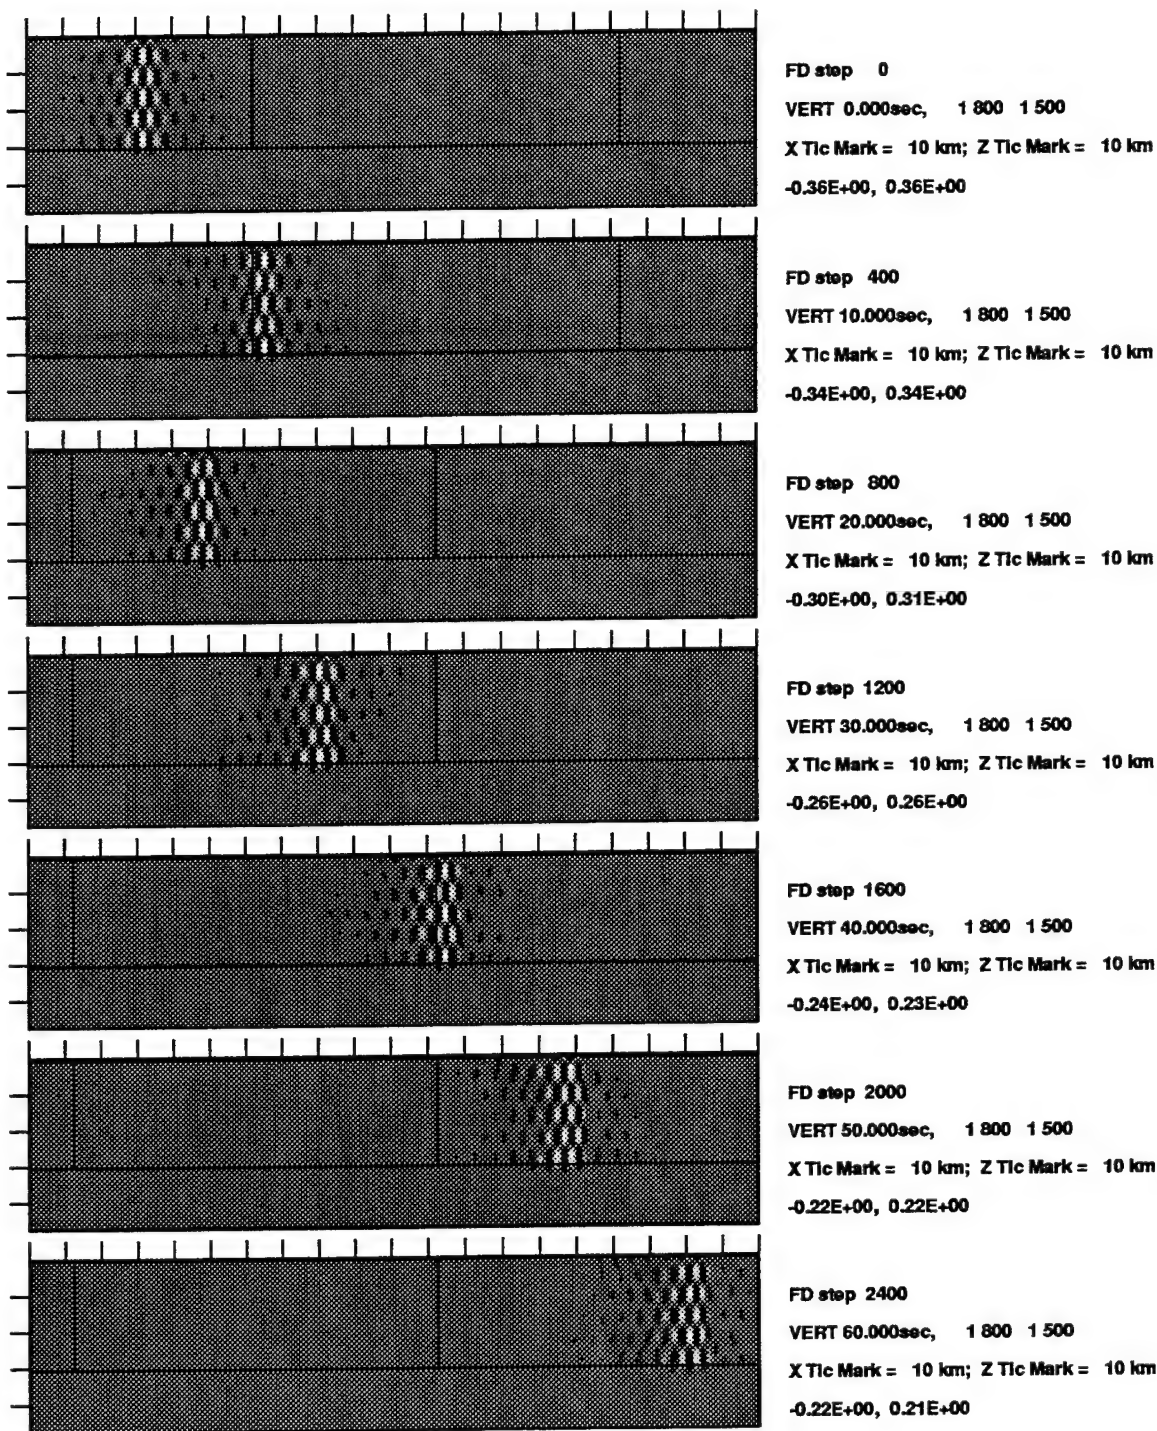 FD step 0
VERT 0.000sec, 1 800 1 500
X Tic Mark = 10 km; Z Tic Mark = 10 km
-0.36E+00, 0.36E+00
FD step 400
VERT 10.000sec, 1 800 1 500
X Tic Mark = 10 km; Z Tic Mark = 10 km
-0.34E+00, 0.34E+00
FD step 800
VERT 20.000sec, 1 800 1 500
X Tic Mark = 10 km; Z Tic Mark = 10 km
-0.30E+00, 0.31E+00
FD step 1200
VERT 30.000sec, 1 800 1 500
X Tic Mark = 10 km; Z Tic Mark = 10 km
-0.26E+00, 0.26E+00
FD step 1600
VERT 40.000sec, 1 800 1 500
X Tic Mark = 10 km; Z Tic Mark = 10 km
-0.24E+00, 0.23E+00
FD step 2000
VERT 50.000sec, 1 800 1 500
X Tic Mark = 10 km; Z Tic Mark = 10 km
-0.22E+00, 0.22E+00
FD step 2400
VERT 60.000sec, 1 800 1 500
X Tic Mark = 10 km; Z Tic Mark = 10 km
-0.22E+00, 0.21E+00